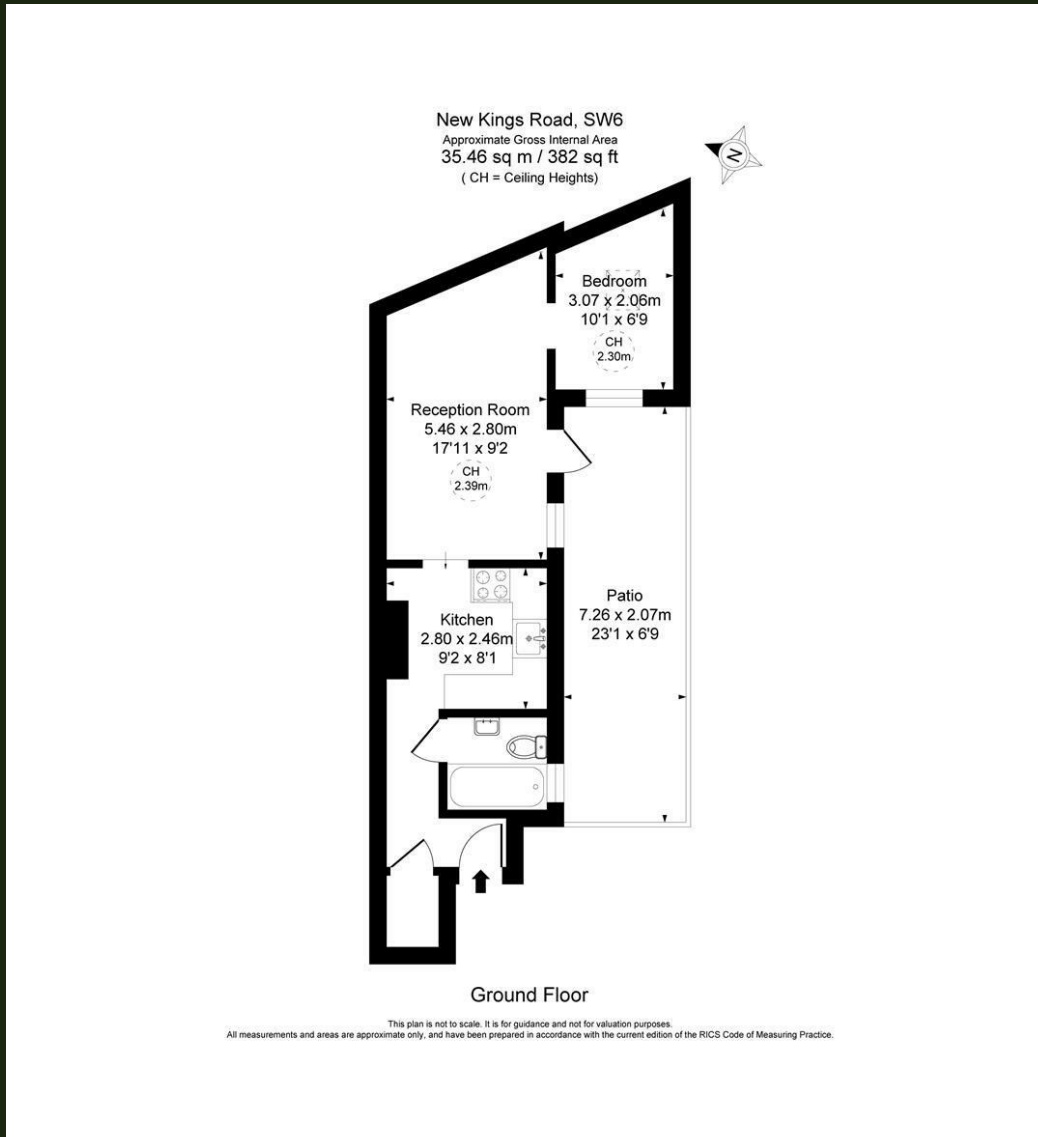 New Kings Road, SW6
Approximate Gross Internal Area
35.46 sq m / 382 sq ft
( CH = Ceiling Heights)
N
Bedroom
3.07 x 2.06m
10'1 x 6'9
CH
2.30m
Reception Room
5.46 x 2.80m
17'11 x 9'2
CH
2.39m
Patio
7.26 x 2.07m
23'1 x 6'9
Kitchen
2.80 x 2.46m
9'2 x 8'1
Ground Floor
This plan is not to scale. It is for guidance and not for valuation purposes.
All measurements and areas are approximate only, and have been prepared in accordance with the current edition of the RICS Code of Measuring Practice.